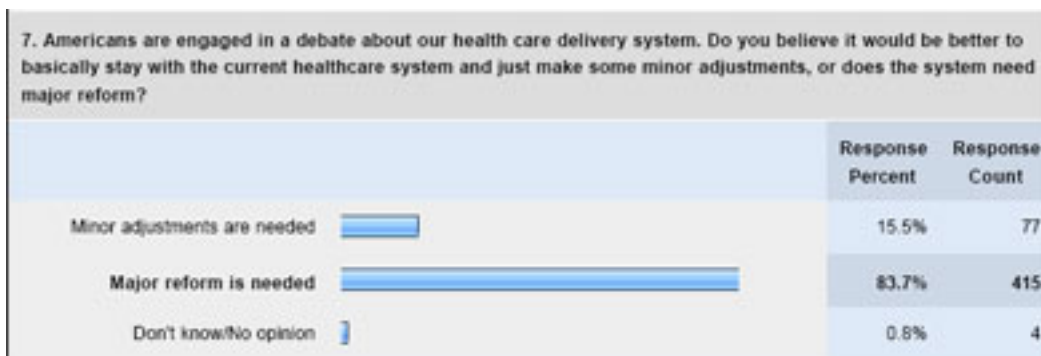 7. Americans are engaged in a debate about our health care delivery system. Do you believe it would be better to
basically stay with the current healthcare system and just make some minor adjustments, or does the system need
major reform?
Response Percent Response Count
Minor adjustments are needed 15.5% 77
Major reform is needed 83.7% 415
Don't know/No opinion 0.8% 4